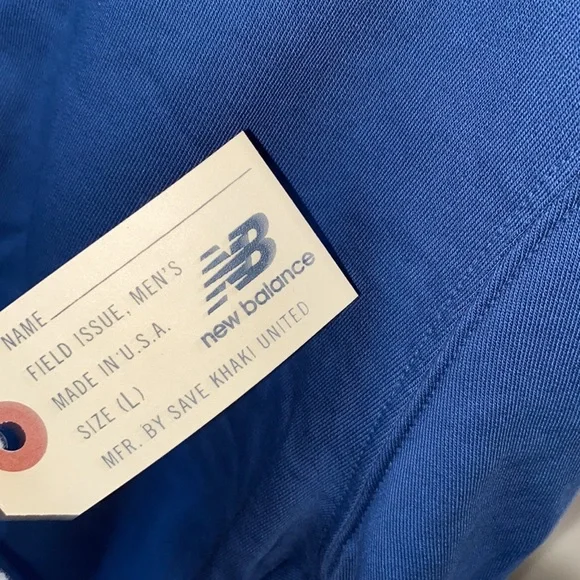 NAME
FIELD ISSUE, MEN'S
MADE IN U.S.A.
SIZE (L)
MFR. BY SAVE KHAKI UNITED
NB
new balance